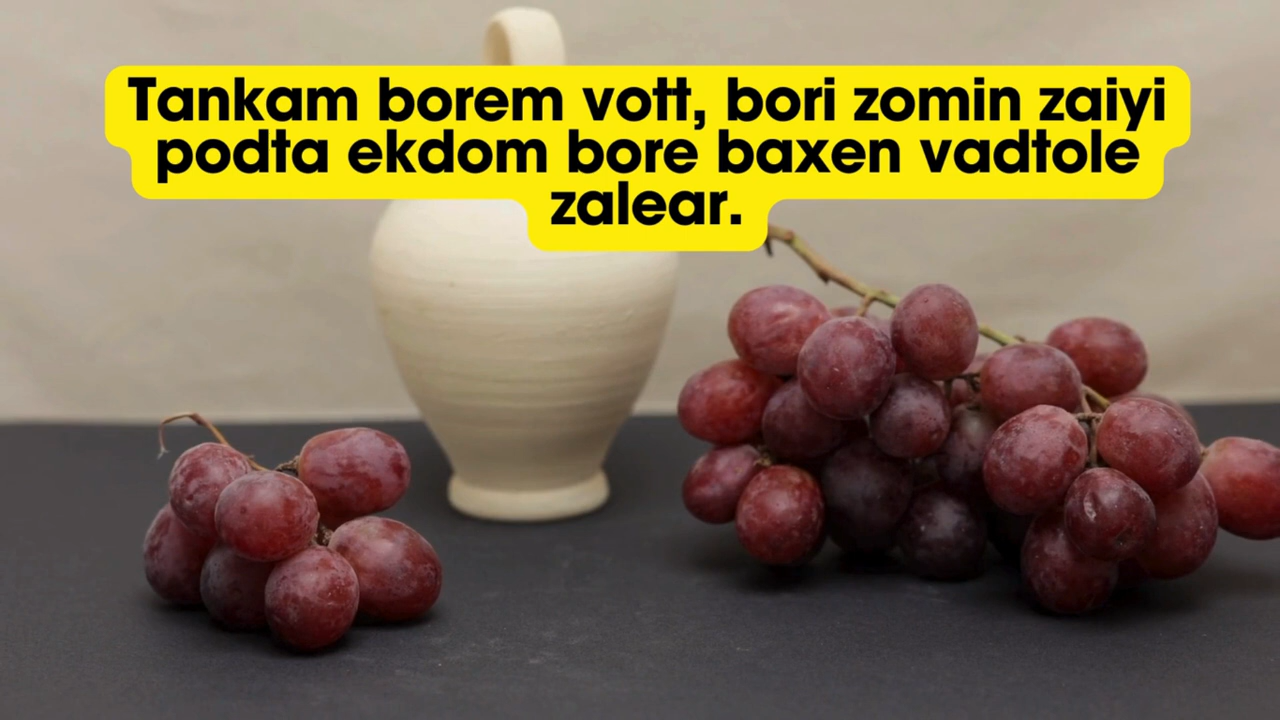 Tankam borem vott, bori zomin zaiyi
podta ekdom bore baxen vadtole
zalear.